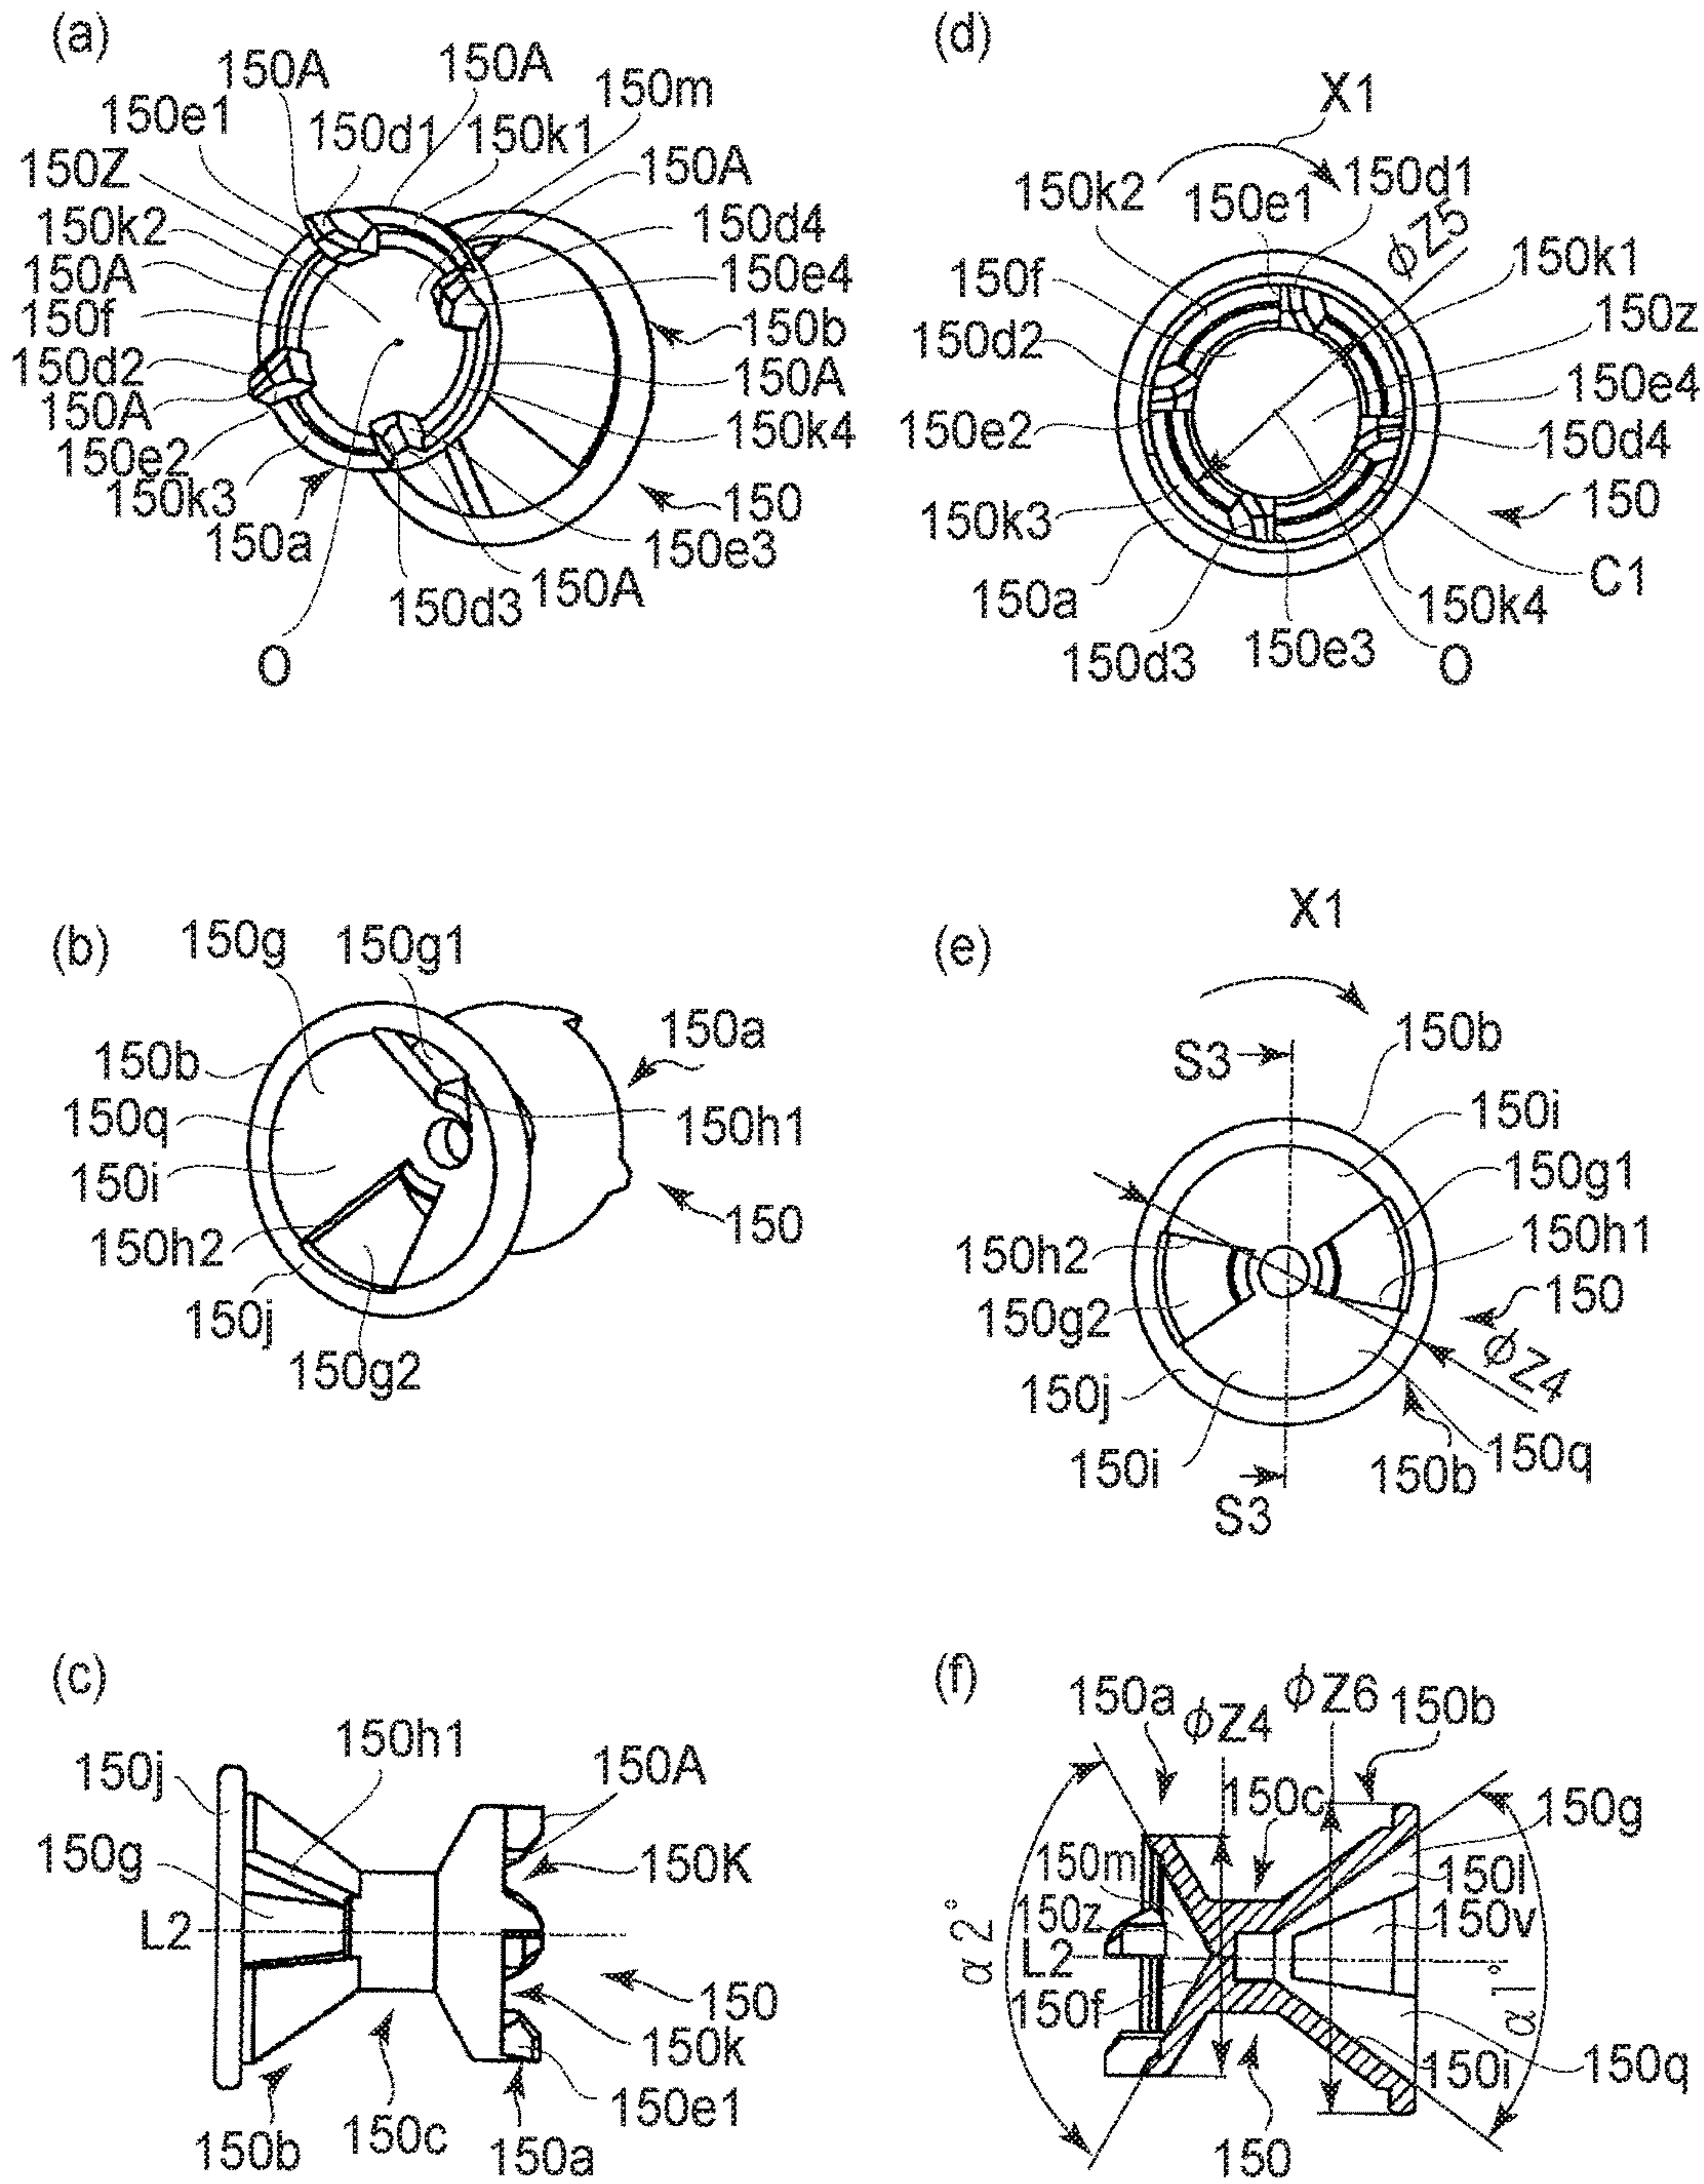 (a)
150A
150A
150m
150e1
150d1
150k1
150Z
150A
150k2
150d4
150A
150e4
150f
150b
150d2
150A
150A
150k4
150e2
150k3
150
150a
150e3
150d3
150A
O
(d)
X1
150k2
150e1
150d1
φZ5
150k1
150f
150z
150d2
150e4
150e2
150d4
150k3
150
150a
C1
150k4
150d3
150e3
O
(b)
150g
150g1
150a
150b
150q
150h1
150i
150
150h2
150j
150g2
(e)
X1
S3
150b
150i
150g1
150h2
150h1
150g2
150
φZ4
150j
150i
150b
150q
S3
(c)
150h1
150j
150A
150g
150K
L2
150
150k
150b
150c
150a
150e1
(f)
150a
φZ4
φZ6
150b
150c
150g
150m
150l
150z
150v
L2
α2°
α1°
150f
150i
150q
150